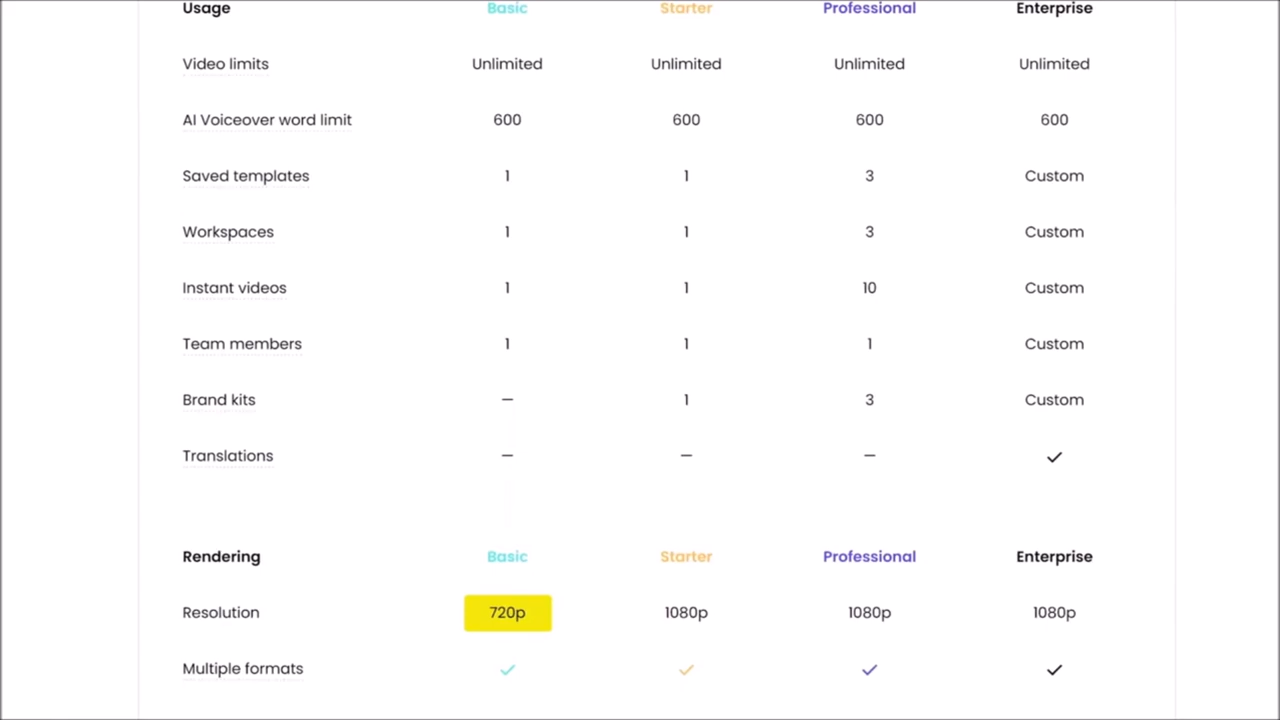 Usage Basic Starter Professional Enterprise
Video limits Unlimited Unlimited Unlimited Unlimited
AI Voiceover word limit 600 600 600 600
Saved templates 1 1 3 Custom
Workspaces 1 1 3 Custom
Instant videos 1 1 10 Custom
Team members 1 1 1 Custom
Brand kits — 1 3 Custom
Translations — — — ✓
Rendering Basic Starter Professional Enterprise
Resolution 720p 1080p 1080p 1080p
Multiple formats ✓ ✓ ✓ ✓